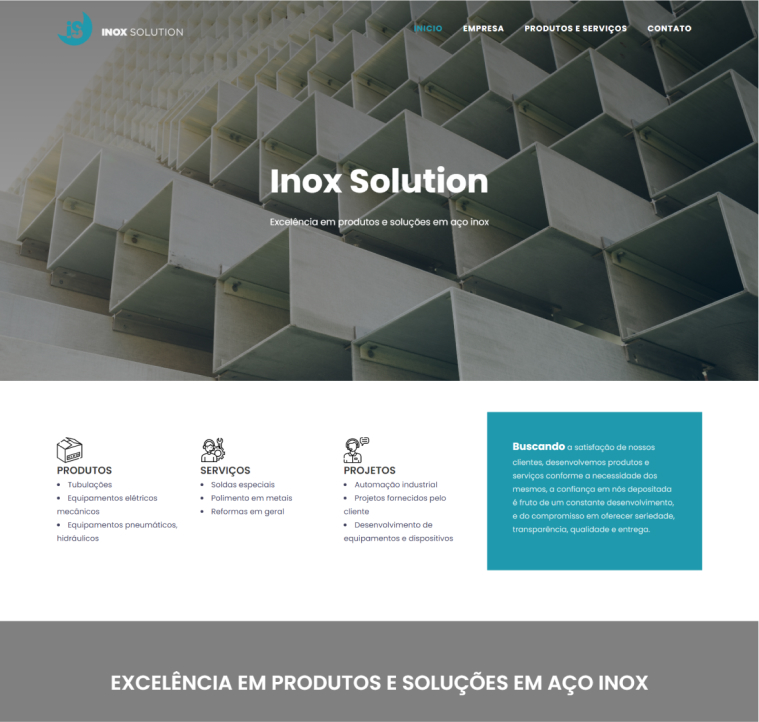 INOX SOLUTION
INICIO EMPRESA PRODUTOS E SERVIÇOS CONTATO
Inox Solution
Excelência em produtos e soluções em aço inox
PRODUTOS
• Tubulações
• Equipamentos elétricos
mecânicos
• Equipamentos pneumáticos,
hidráulicos
SERVIÇOS
• Soldas especiais
• Polimento em metais
• Reformas em geral
PROJETOS
• Automação industrial
• Projetos fornecidos pelo
cliente
• Desenvolvimento de
equipamentos e dispositivos
Buscando a satisfação de nossos
clientes, desenvolvemos produtos e
serviços conforme a necessidade dos
mesmos, a confiança em nós depositada
é fruto de um constante desenvolvimento,
e do compromisso em oferecer seriedade,
transparência, qualidade e entrega.
EXCELÊNCIA EM PRODUTOS E SOLUÇÕES EM AÇO INOX